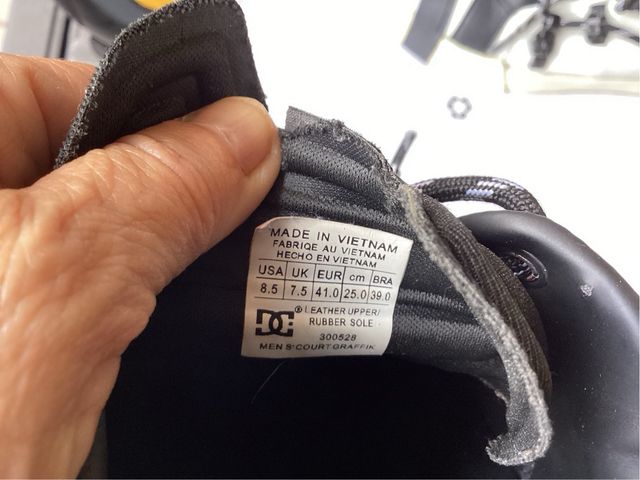 MADE IN VIETNAM
FABRIQE AU VIETNAM
HECHO EN VIETNAM
USA UK EUR cm BRA
8.5 7.5 41.0 25.0 39.0
DC ® LEATHER UPPER/
RUBBER SOLE
300528
MEN S'COURT GRAFFIK